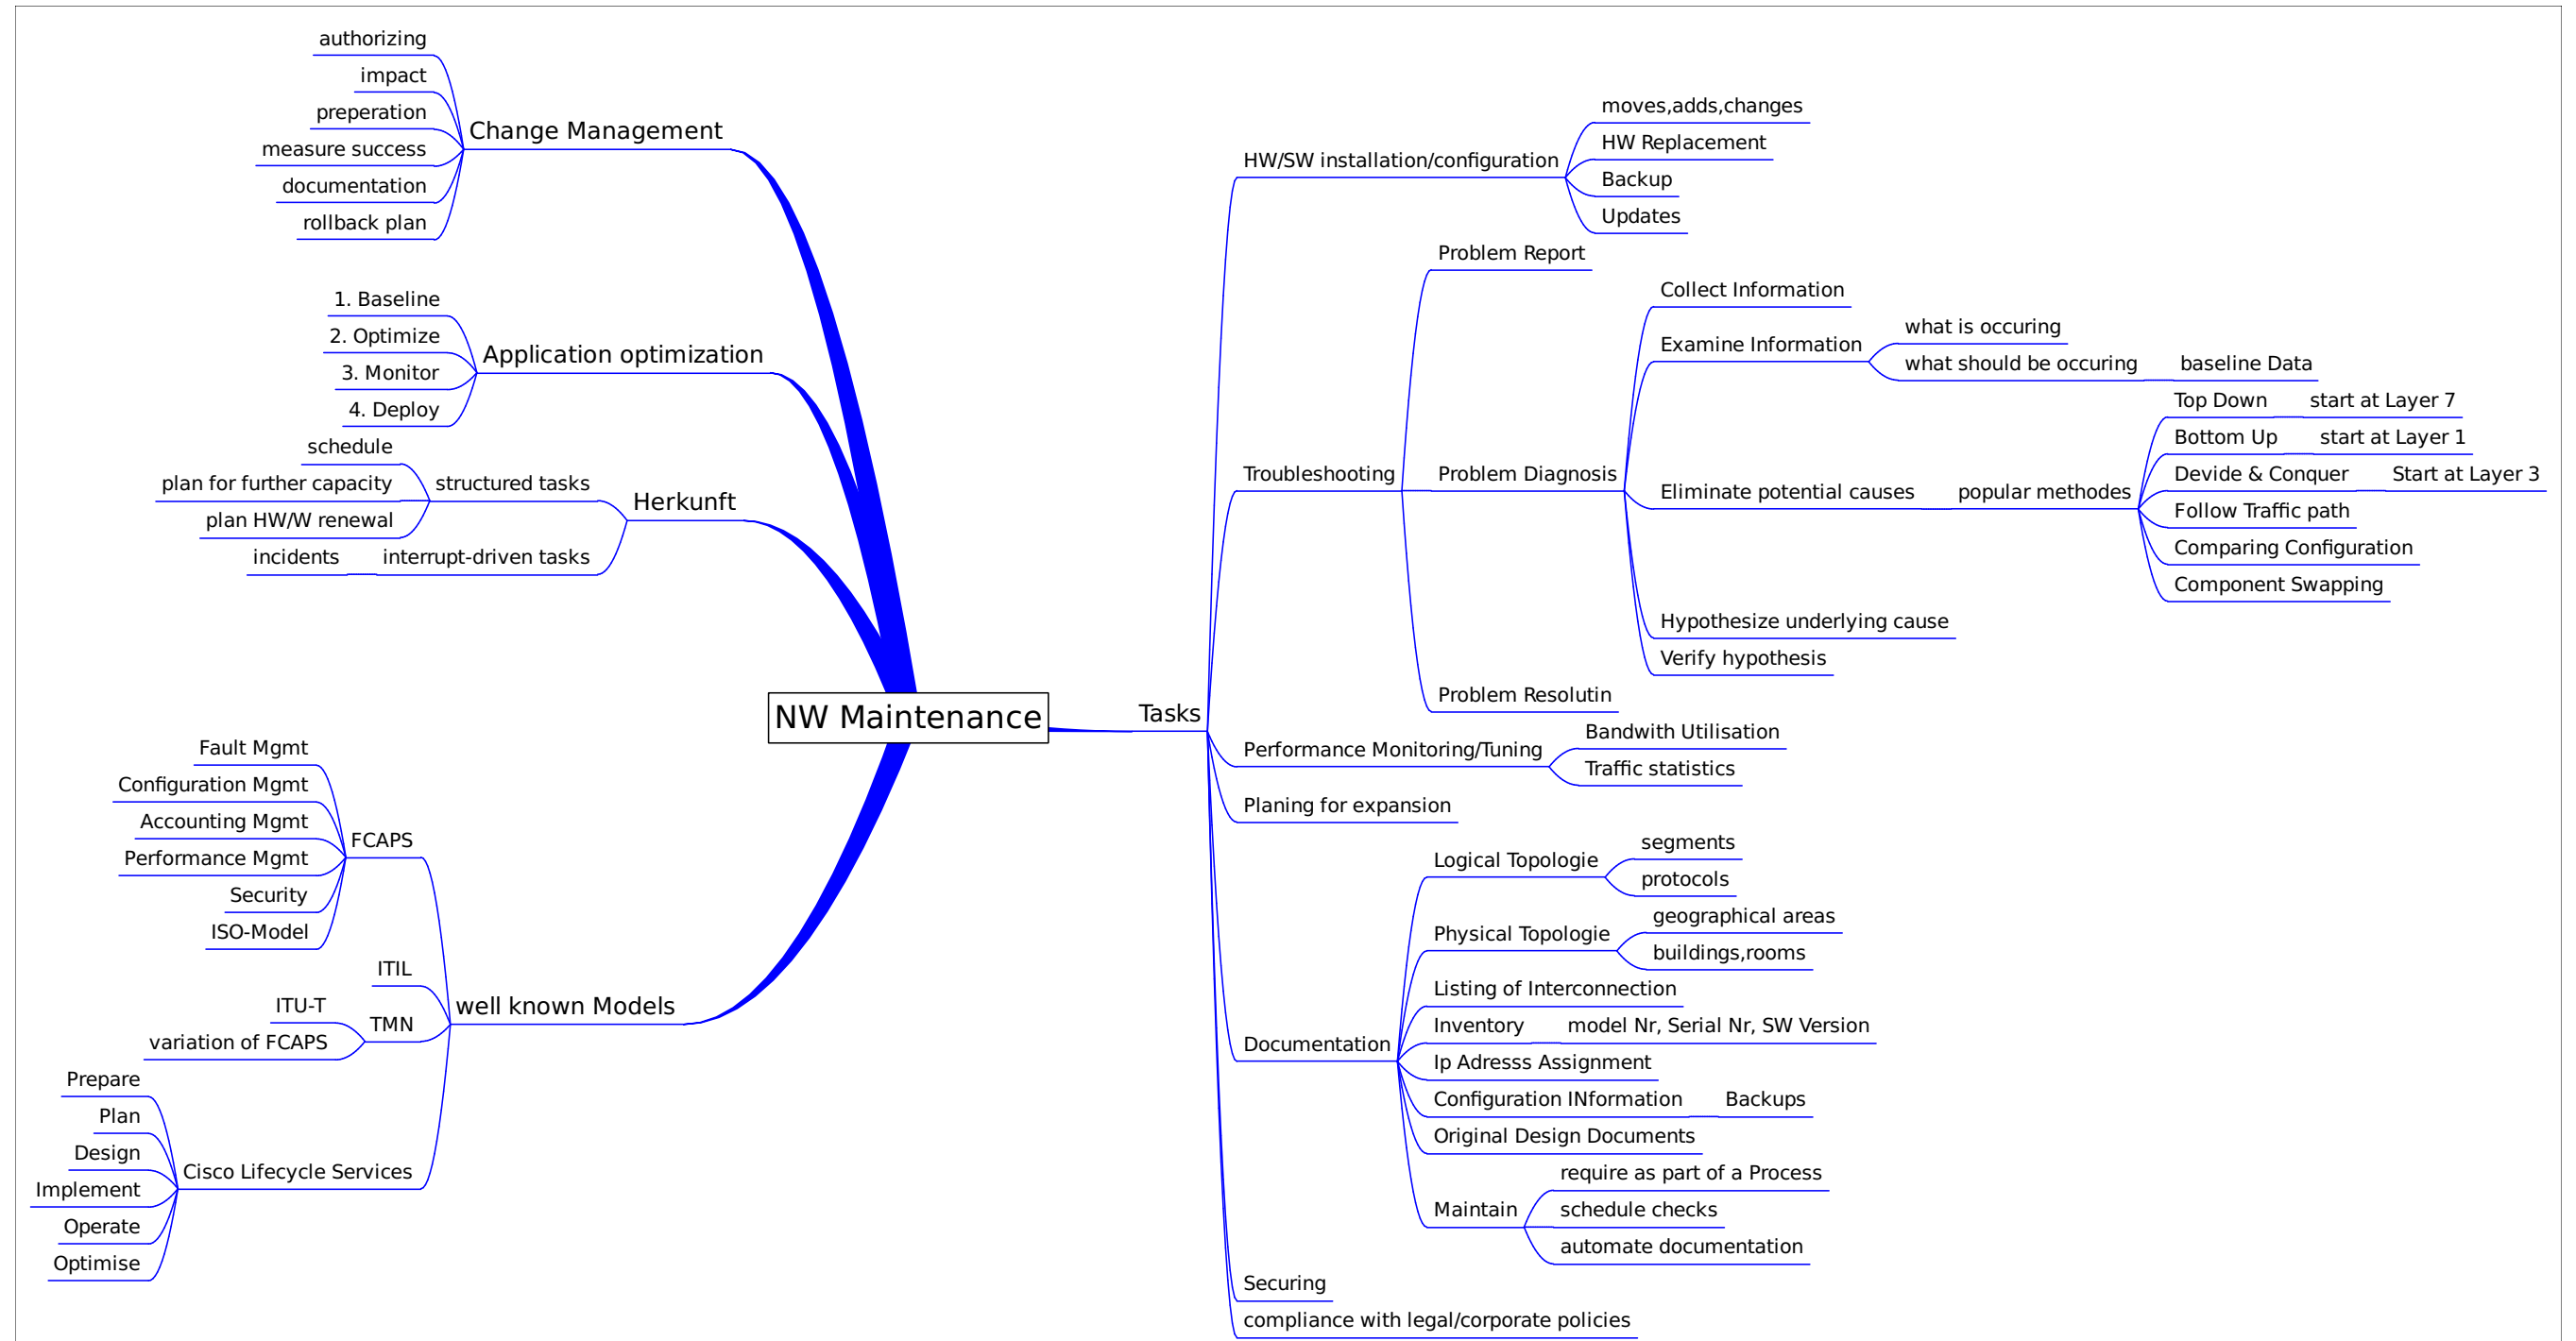 authorizing
impact
preperation
measure success
documentation
rollback plan
Change Management
1. Baseline
2. Optimize
3. Monitor
4. Deploy
Application optimization
schedule
plan for further capacity
plan HW/W renewal
structured tasks
incidents
interrupt-driven tasks
Herkunft
Fault Mgmt
Configuration Mgmt
Accounting Mgmt
Performance Mgmt
Security
ISO-Model
FCAPS
ITIL
ITU-T
variation of FCAPS
TMN
Prepare
Plan
Design
Implement
Operate
Optimise
Cisco Lifecycle Services
well known Models
NW Maintenance
Tasks
HW/SW installation/configuration
moves,adds,changes
HW Replacement
Backup
Updates
Troubleshooting
Problem Report
Problem Diagnosis
Collect Information
Examine Information
what is occuring
what should be occuring
baseline Data
Eliminate potential causes
popular methodes
Top Down
start at Layer 7
Bottom Up
start at Layer 1
Devide & Conquer
Start at Layer 3
Follow Traffic path
Comparing Configuration
Component Swapping
Hypothesize underlying cause
Verify hypothesis
Problem Resolutin
Performance Monitoring/Tuning
Bandwith Utilisation
Traffic statistics
Planing for expansion
Documentation
Logical Topologie
segments
protocols
Physical Topologie
geographical areas
buildings,rooms
Listing of Interconnection
Inventory
model Nr, Serial Nr, SW Version
Ip Adresss Assignment
Configuration INformation
Backups
Original Design Documents
Maintain
require as part of a Process
schedule checks
automate documentation
Securing
compliance with legal/corporate policies